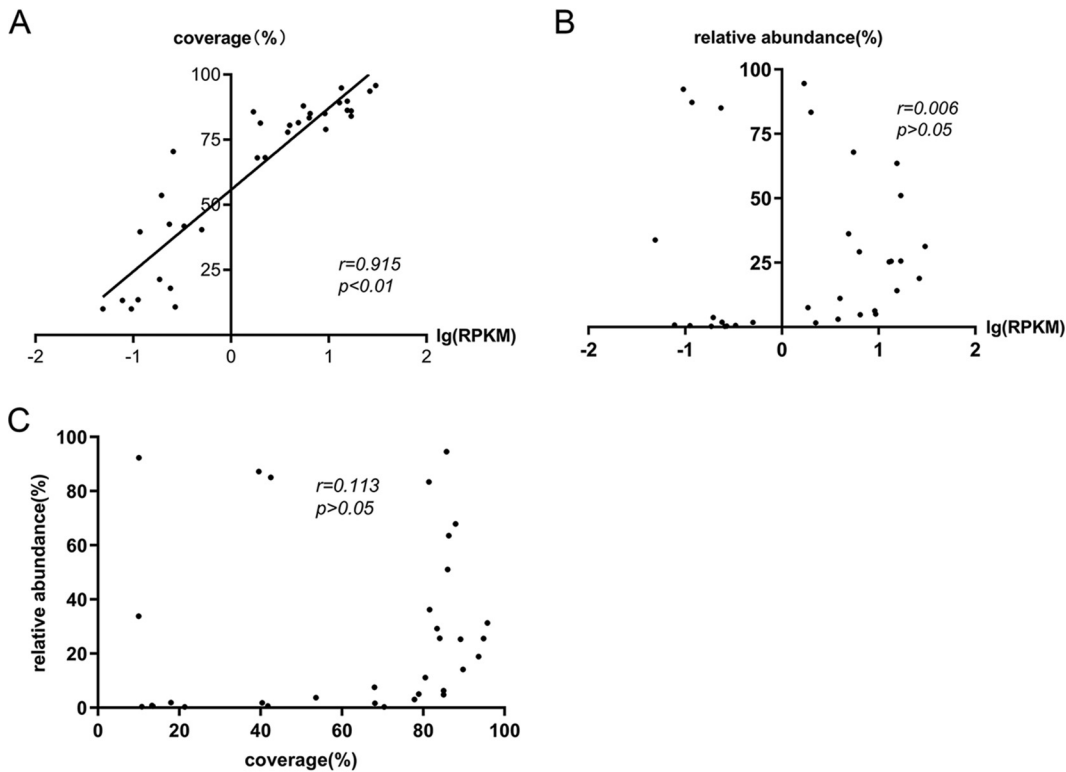 A
coverage（%）
100
75
50
25
r=0.915
p<0.01
lg(RPKM)
-2 -1 0 1 2
B
relative abundance(%)
100
75
50
25
r=0.006
p>0.05
lg(RPKM)
-2 -1 0 1 2
C
relative abundance(%)
100
80
60
40
20
0
r=0.113
p>0.05
0 20 40 60 80 100
coverage(%)